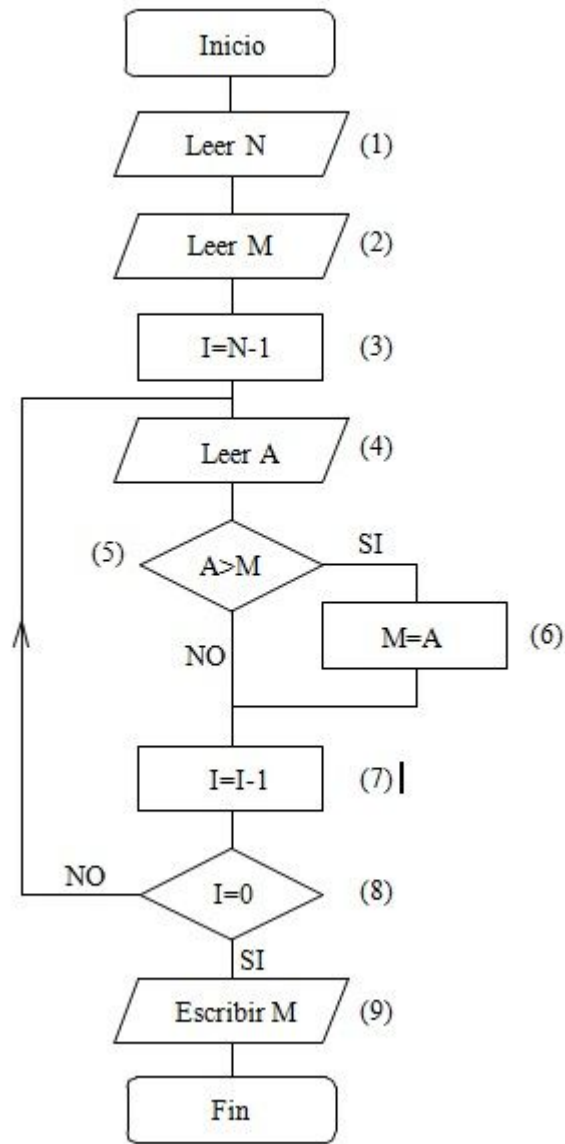 Inicio
Leer N (1)
Leer M (2)
I=N-1 (3)
Leer A (4)
(5) A>M SI
M=A (6)
NO
I=I-1 (7)
NO I=0 (8)
SI
Escribir M (9)
Fin